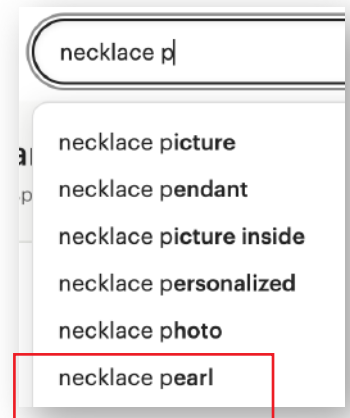 necklace p
necklace picture
necklace pendant
necklace picture inside
necklace personalized
necklace photo
necklace pearl